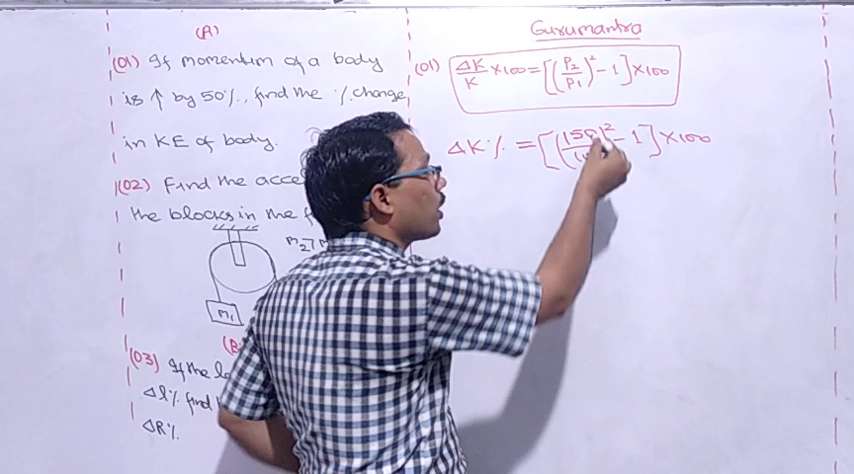 (A)
(01) If momentum of a body
is ↑ by 50%, find the % change
in KE of body.
(02) Find the acce
the blocks in the
m2>
m1
(B
(03) If the
Δl% find
ΔR%.
Gurumantra
(01) ΔK/K ×100 = [(P2/P1)² - 1] ×100
ΔK% = [(150/)² - 1] ×100